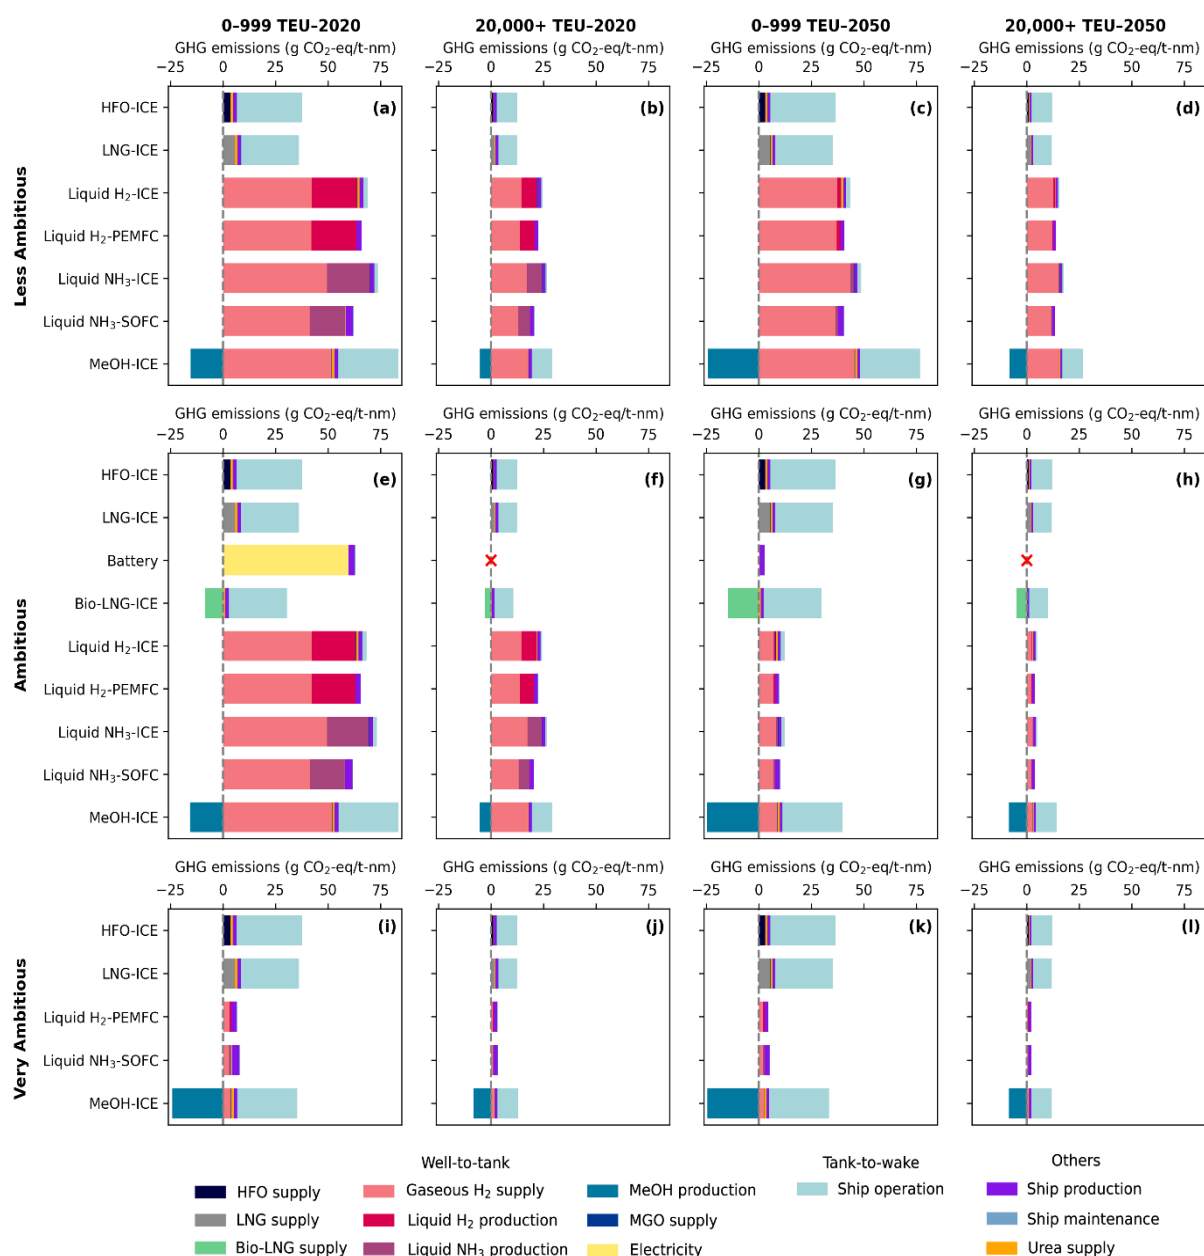 0–999 TEU–2020
20,000+ TEU–2020
0–999 TEU–2050
20,000+ TEU–2050
GHG emissions (g CO₂-eq/t-nm)
GHG emissions (g CO₂-eq/t-nm)
GHG emissions (g CO₂-eq/t-nm)
GHG emissions (g CO₂-eq/t-nm)
−25 0 25 50 75
−25 0 25 50 75
−25 0 25 50 75
−25 0 25 50 75
Less Ambitious
HFO-ICE
LNG-ICE
Liquid H₂-ICE
Liquid H₂-PEMFC
Liquid NH₃-ICE
Liquid NH₃-SOFC
MeOH-ICE
(a)
(b)
(c)
(d)
GHG emissions (g CO₂-eq/t-nm)
GHG emissions (g CO₂-eq/t-nm)
GHG emissions (g CO₂-eq/t-nm)
GHG emissions (g CO₂-eq/t-nm)
−25 0 25 50 75
−25 0 25 50 75
−25 0 25 50 75
−25 0 25 50 75
Ambitious
HFO-ICE
LNG-ICE
Battery
Bio-LNG-ICE
Liquid H₂-ICE
Liquid H₂-PEMFC
Liquid NH₃-ICE
Liquid NH₃-SOFC
MeOH-ICE
(e)
(f)
(g)
(h)
GHG emissions (g CO₂-eq/t-nm)
GHG emissions (g CO₂-eq/t-nm)
GHG emissions (g CO₂-eq/t-nm)
GHG emissions (g CO₂-eq/t-nm)
−25 0 25 50 75
−25 0 25 50 75
−25 0 25 50 75
−25 0 25 50 75
Very Ambitious
HFO-ICE
LNG-ICE
Liquid H₂-PEMFC
Liquid NH₃-SOFC
MeOH-ICE
(i)
(j)
(k)
(l)
Well-to-tank
HFO supply
LNG supply
Bio-LNG supply
Gaseous H₂ supply
Liquid H₂ production
Liquid NH₃ production
MeOH production
MGO supply
Electricity
Tank-to-wake
Ship operation
Others
Ship production
Ship maintenance
Urea supply